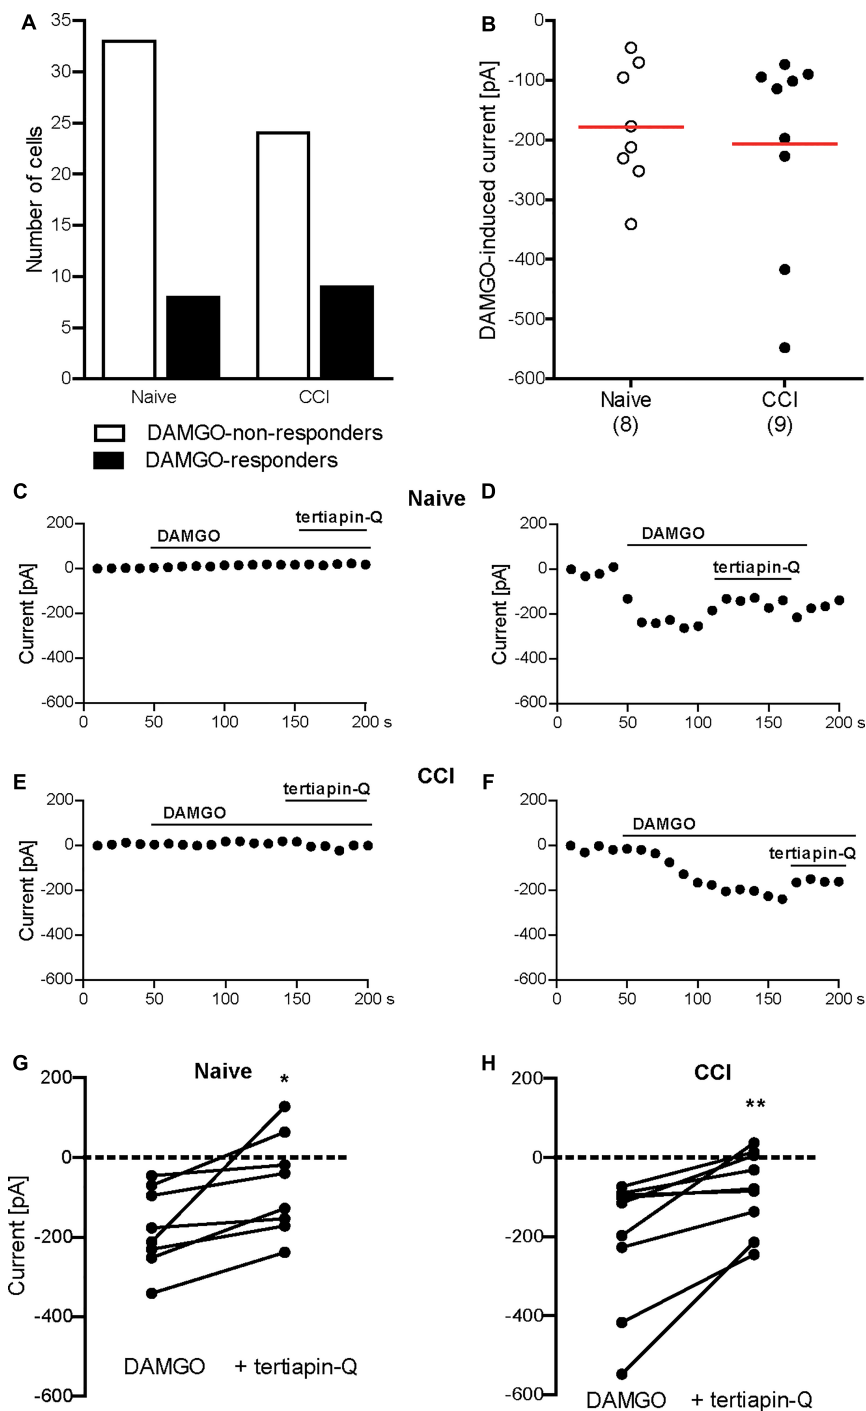 A
Number of cells
35
30
25
20
15
10
5
0
Naive
CCI
DAMGO-non-responders
DAMGO-responders
B
DAMGO-induced current [pA]
0
-100
-200
-300
-400
-500
-600
Naive
(8)
CCI
(9)
C
Naive
Current [pA]
200
0
-200
-400
-600
DAMGO
tertiapin-Q
0
50
100
150
200 s
D
Current [pA]
200
0
-200
-400
-600
DAMGO
tertiapin-Q
0
50
100
150
200 s
E
CCI
Current [pA]
200
0
-200
-400
-600
DAMGO
tertiapin-Q
0
50
100
150
200 s
F
Current [pA]
200
0
-200
-400
-600
DAMGO
tertiapin-Q
0
50
100
150
200 s
G
Naive
*
Current [pA]
200
0
-200
-400
-600
DAMGO
+ tertiapin-Q
H
CCI
**
200
0
-200
-400
-600
DAMGO
+ tertiapin-Q